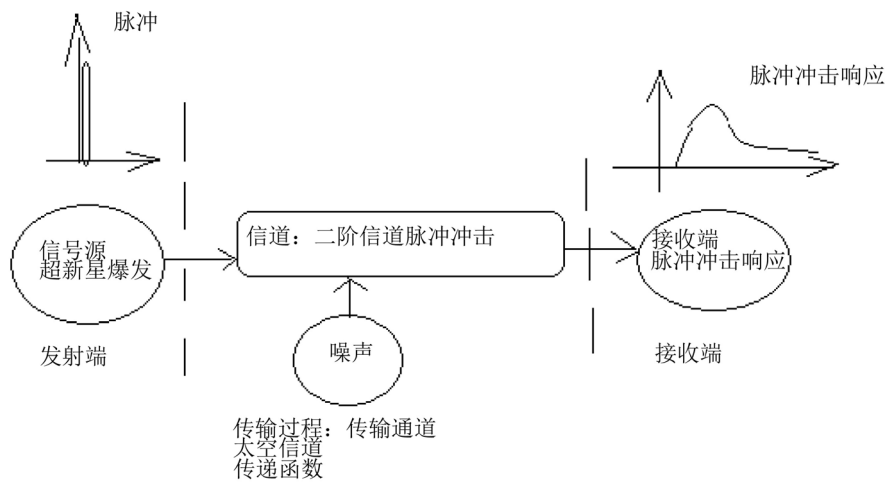 脉冲
脉冲冲击响应
信号源
超新星爆发
信道：二阶信道脉冲冲击
接收端
脉冲冲击响应
噪声
发射端
接收端
传输过程：传输通道
太空信道
传递函数